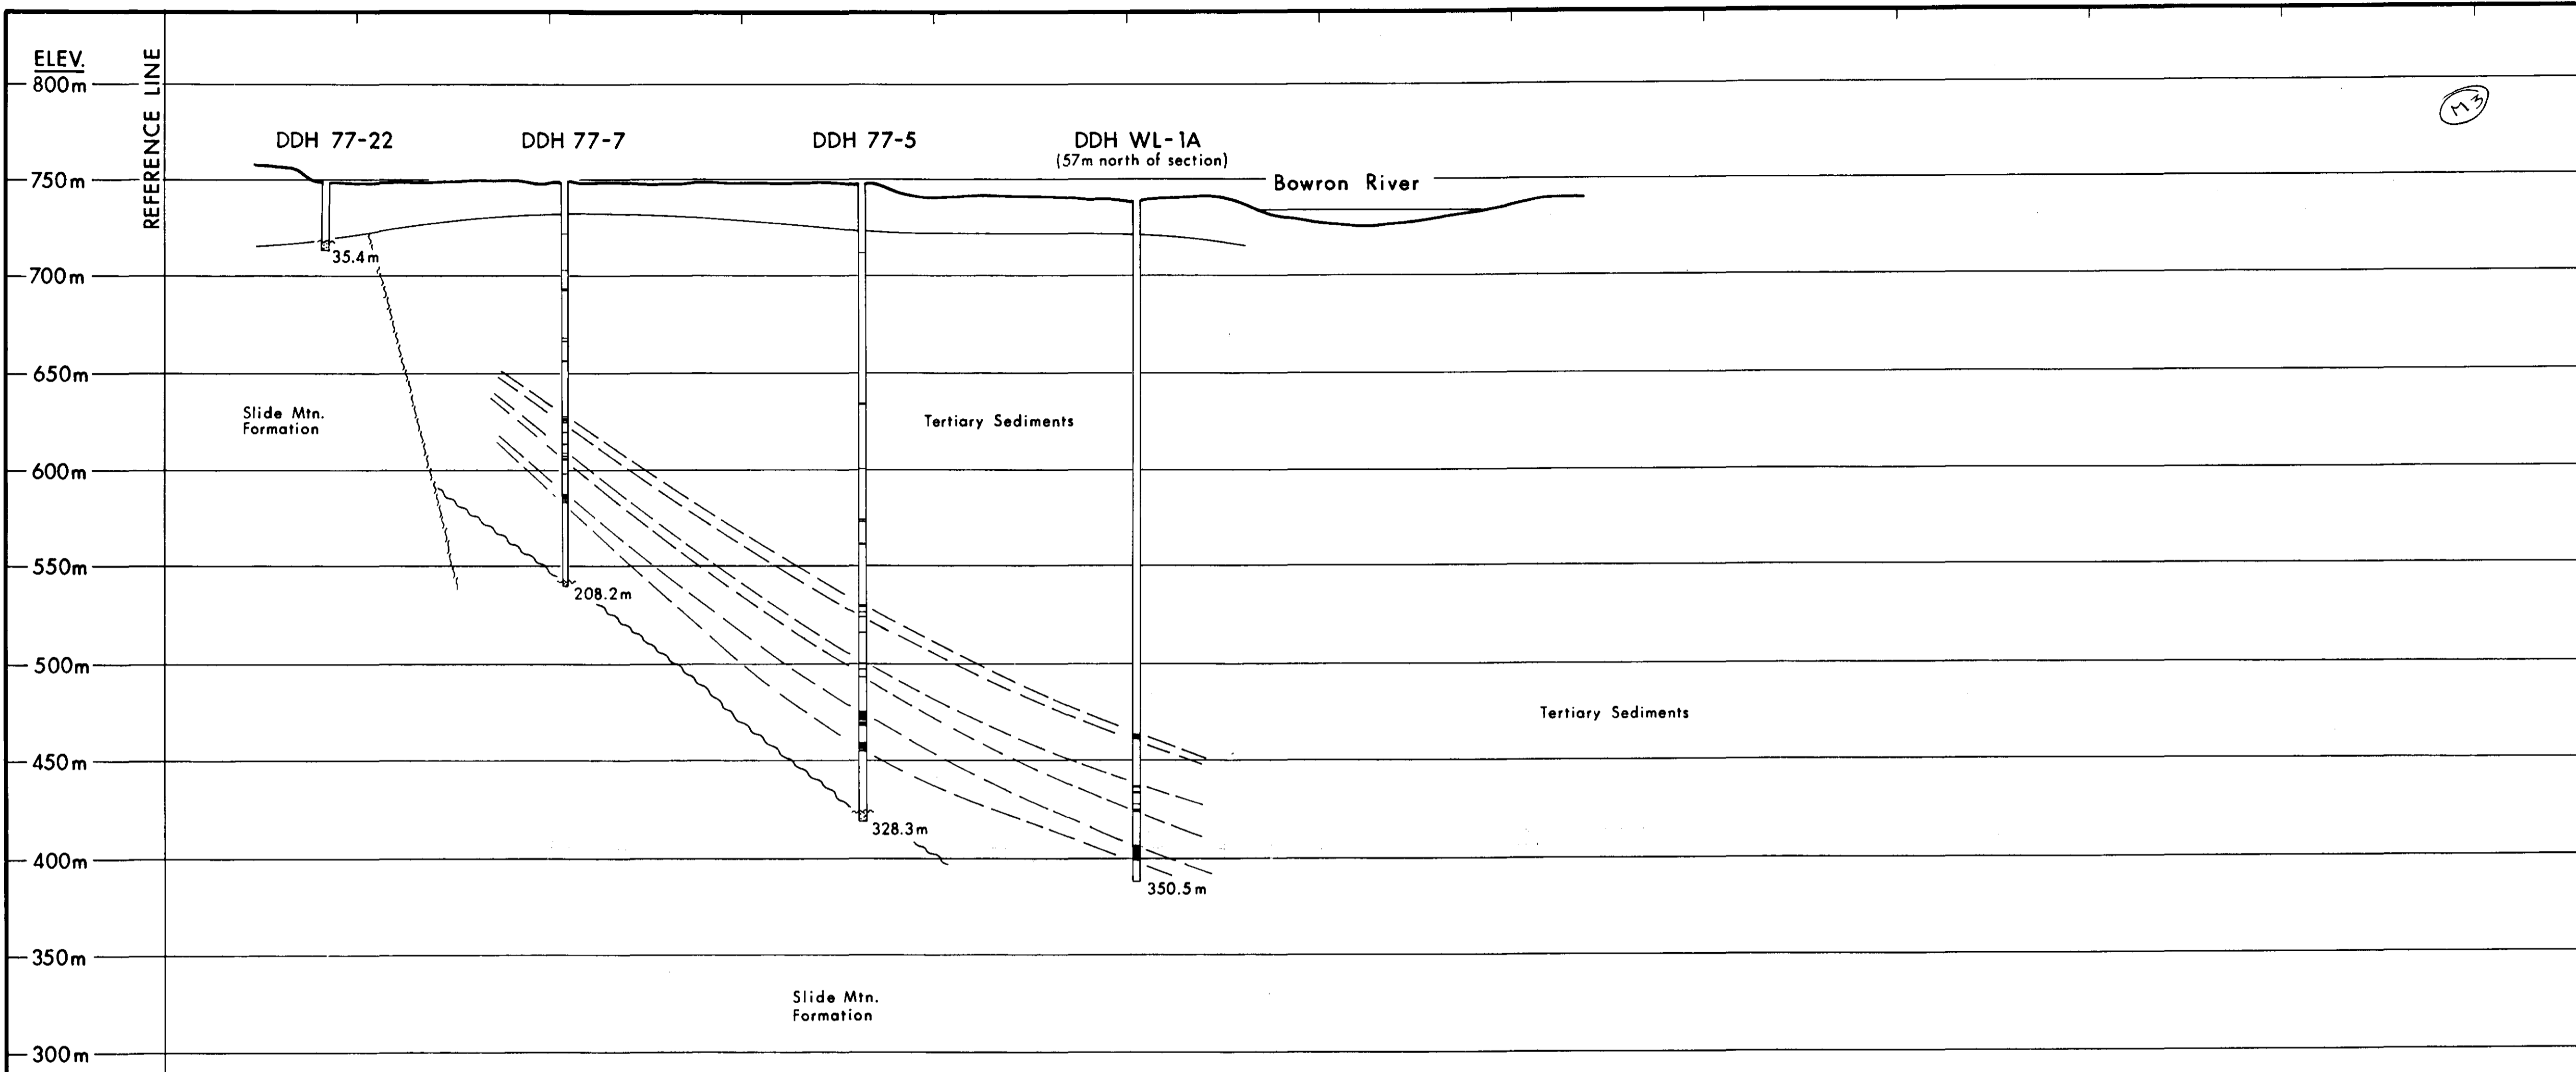 ELEV.
REFERENCE LINE
800m
M3
DDH 77-22
DDH 77-7
DDH 77-5
DDH WL-1A
(57m north of section)
750m
Bowron River
35.4m
700m
650m
Slide Mtn.
Formation
Tertiary Sediments
600m
550m
208.2m
500m
Tertiary Sediments
450m
328.3m
400m
350.5m
350m
Slide Mtn.
Formation
300m